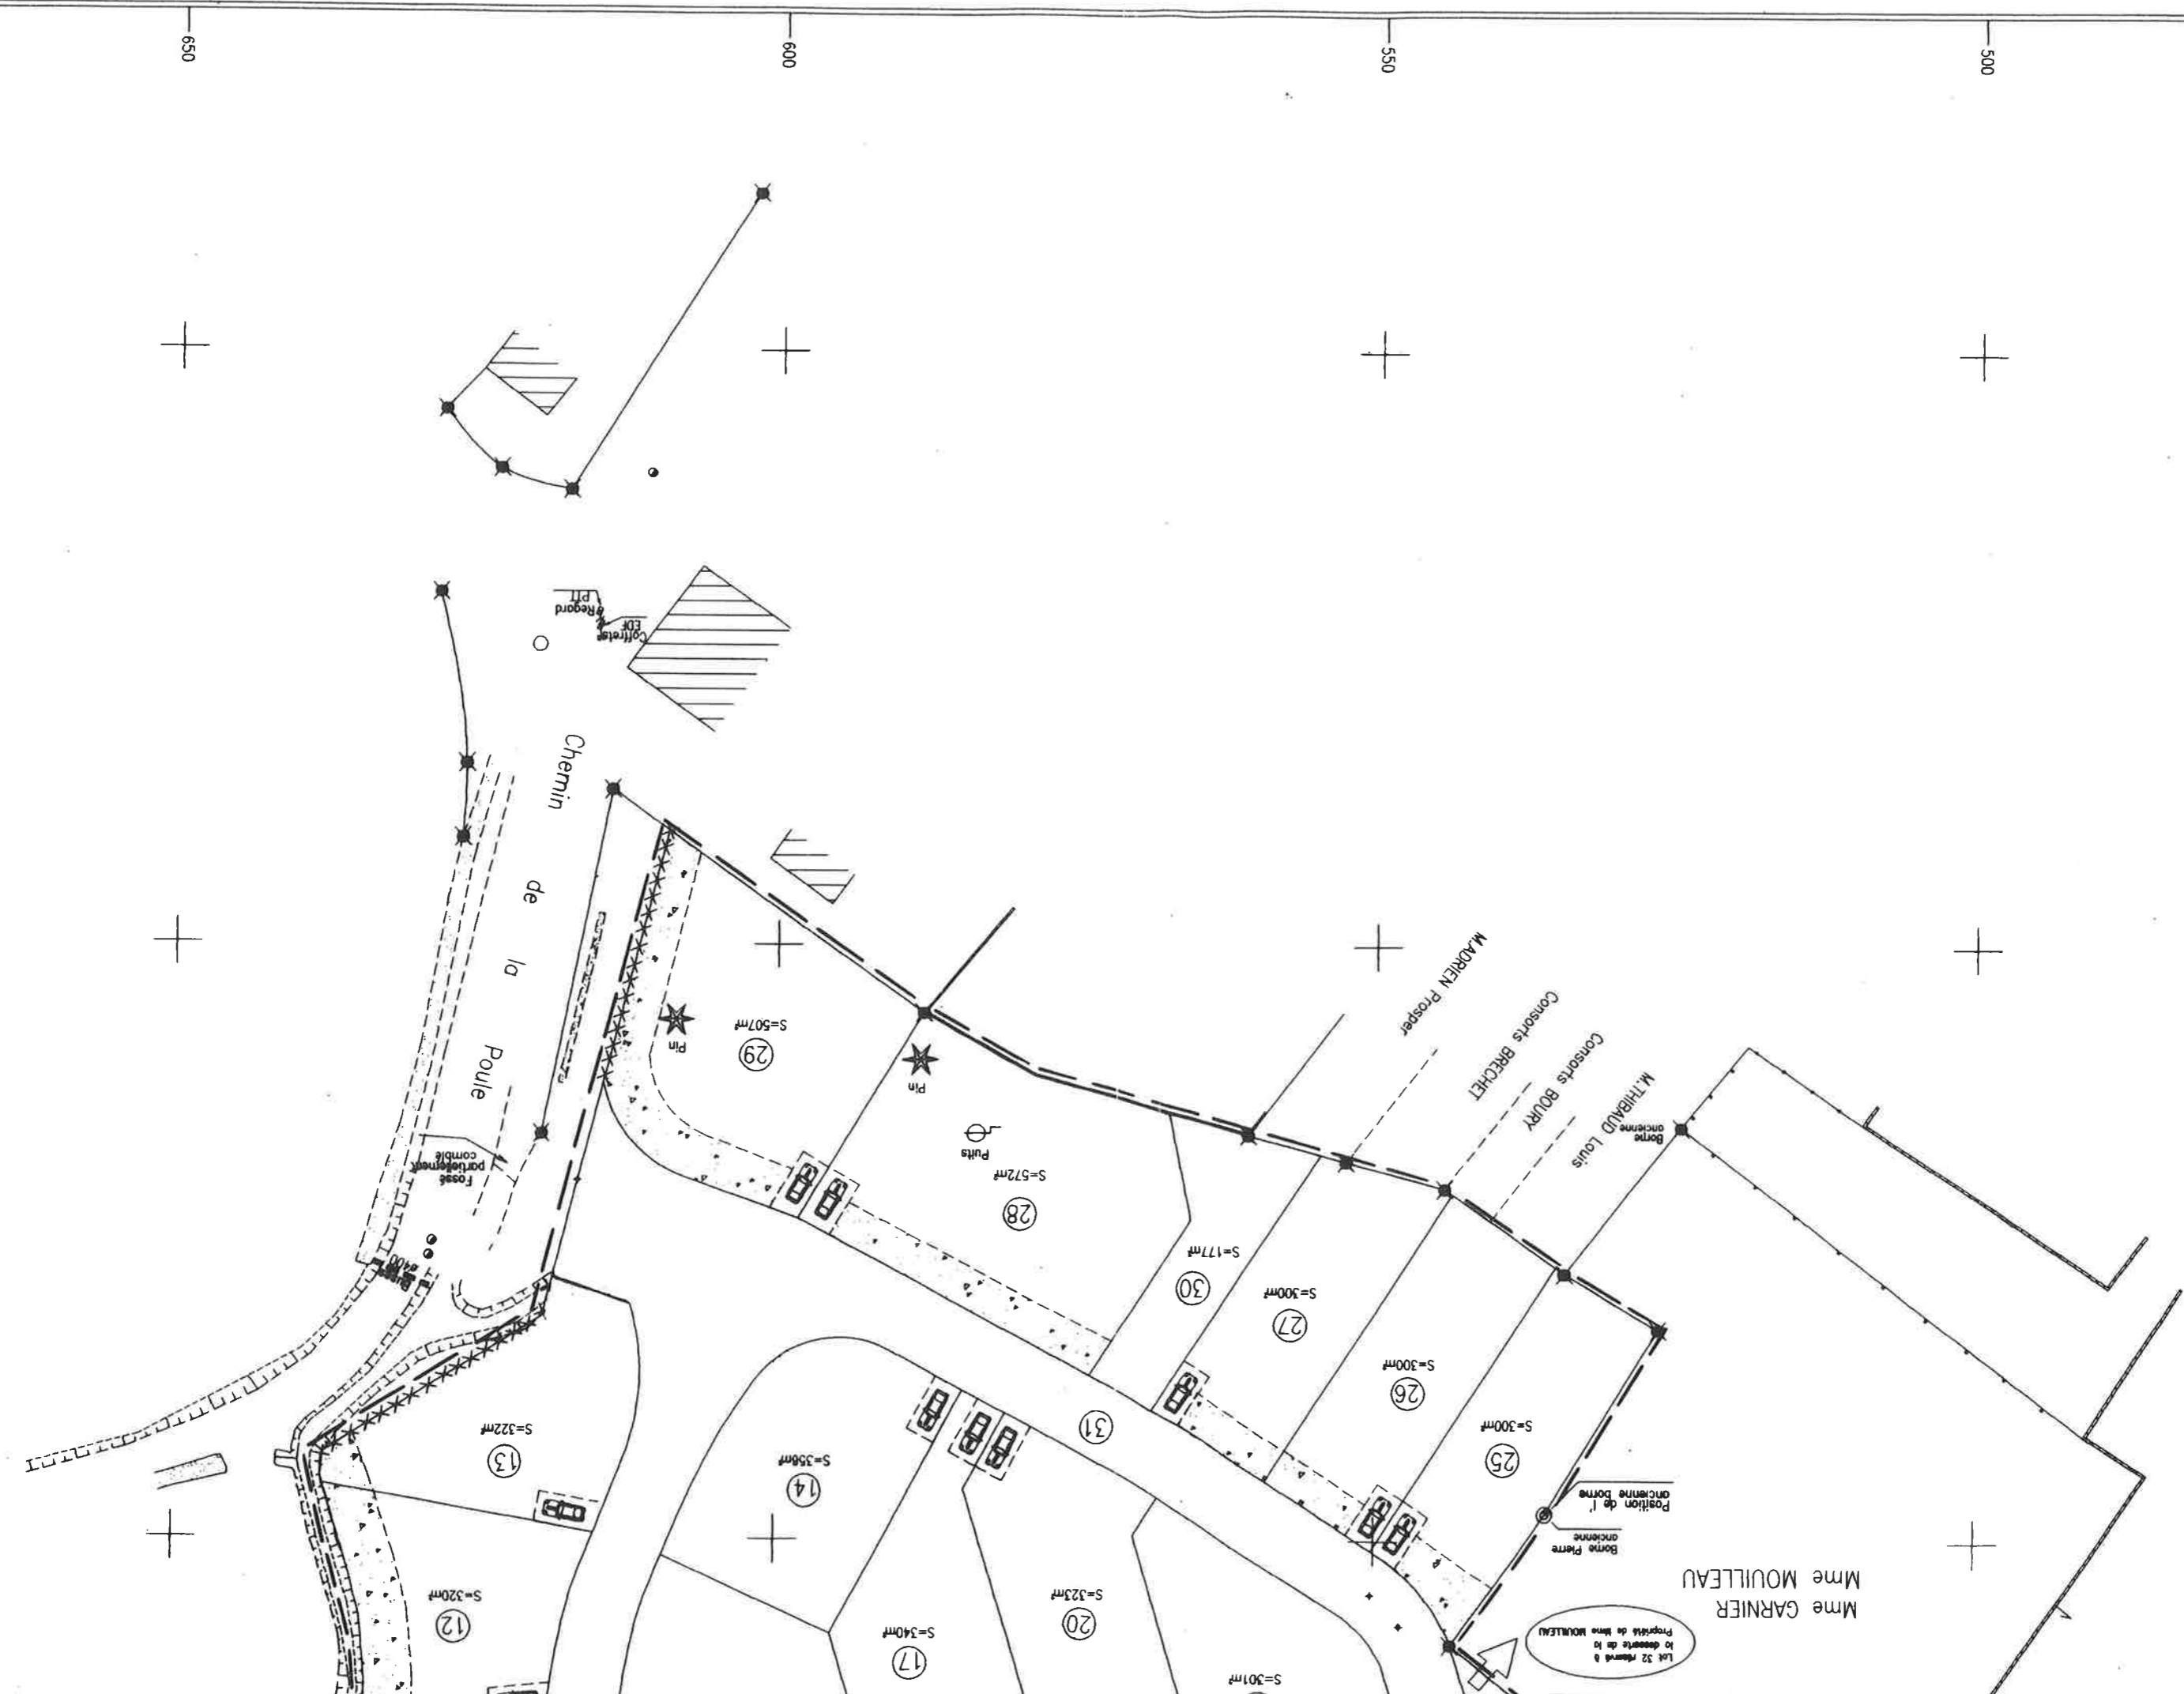 650
600
550
500
Regard
PTT
Coffrets
EDF
Chemin de la Poule
Pin
S=507m²
29
Pin
Puits
S=572m²
28
M.ADRIEN Prosper
Consorts BRECHET
Consorts BOURY
M.THIBAUD Louis
Borne
ancienne
Fossé
partiellement
comblé
ø400
S=177m²
30
S=300m²
27
S=300m²
26
S=300m²
25
31
S=322m²
13
S=356m²
14
S=320m²
12
S=340m²
17
S=323m²
20
S=301m²
Position de l'
ancienne borne
Borne Pierre
ancienne
Mme GARNIER
Mme MOUILLEAU
Lot 32 réservé à
la desserte de la
Propriété de Mme MOUILLEAU